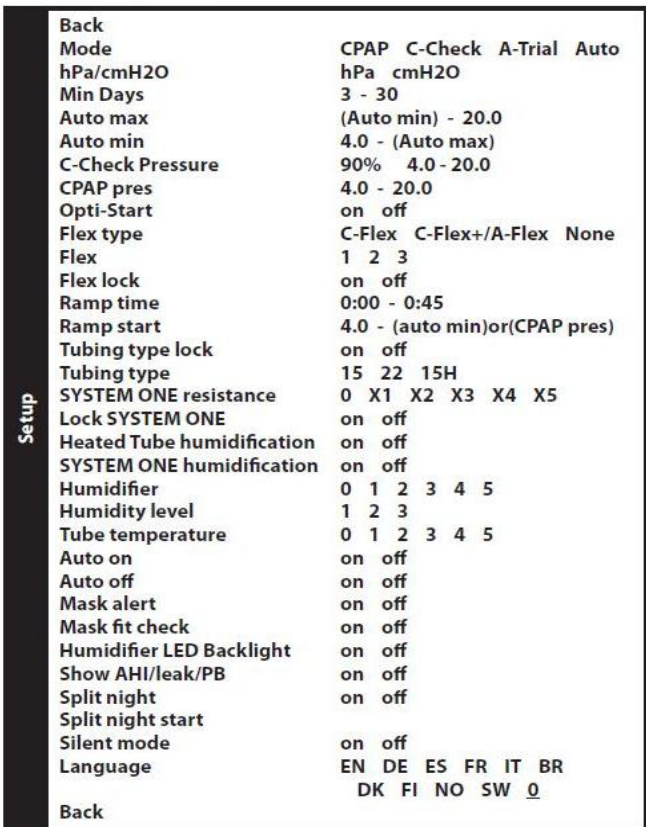 Setup
Back
Mode CPAP C-Check A-Trial Auto
hPa/cmH2O hPa cmH2O
Min Days 3 - 30
Auto max (Auto min) - 20.0
Auto min 4.0 - (Auto max)
C-Check Pressure 90% 4.0 - 20.0
CPAP pres 4.0 - 20.0
Opti-Start on off
Flex type C-Flex C-Flex+/A-Flex None
Flex 1 2 3
Flex lock on off
Ramp time 0:00 - 0:45
Ramp start 4.0 - (auto min)or(CPAP pres)
Tubing type lock on off
Tubing type 15 22 15H
SYSTEM ONE resistance 0 X1 X2 X3 X4 X5
Lock SYSTEM ONE on off
Heated Tube humidification on off
SYSTEM ONE humidification on off
Humidifier 0 1 2 3 4 5
Humidity level 1 2 3
Tube temperature 0 1 2 3 4 5
Auto on on off
Auto off on off
Mask alert on off
Mask fit check on off
Humidifier LED Backlight on off
Show AHI/leak/PB on off
Split night on off
Split night start
Silent mode on off
Language EN DE ES FR IT BR
DK FI NO SW 0
Back